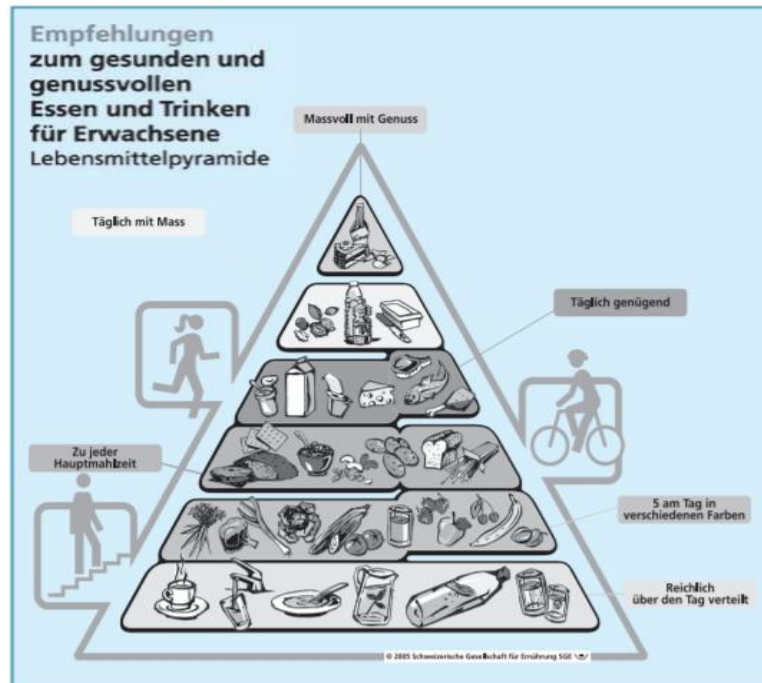 Empfehlungen
zum gesunden und
genussvollen
Essen und Trinken
für Erwachsene
Lebensmittelpyramide
Massvoll mit Genuss
Täglich mit Mass
Täglich genügend
Zu jeder
Hauptmahlzeit
5 am Tag in
verschiedenen Farben
Reichlich
über den Tag verteilt
© 2005 Schweizerische Gesellschaft für Ernährung SGE